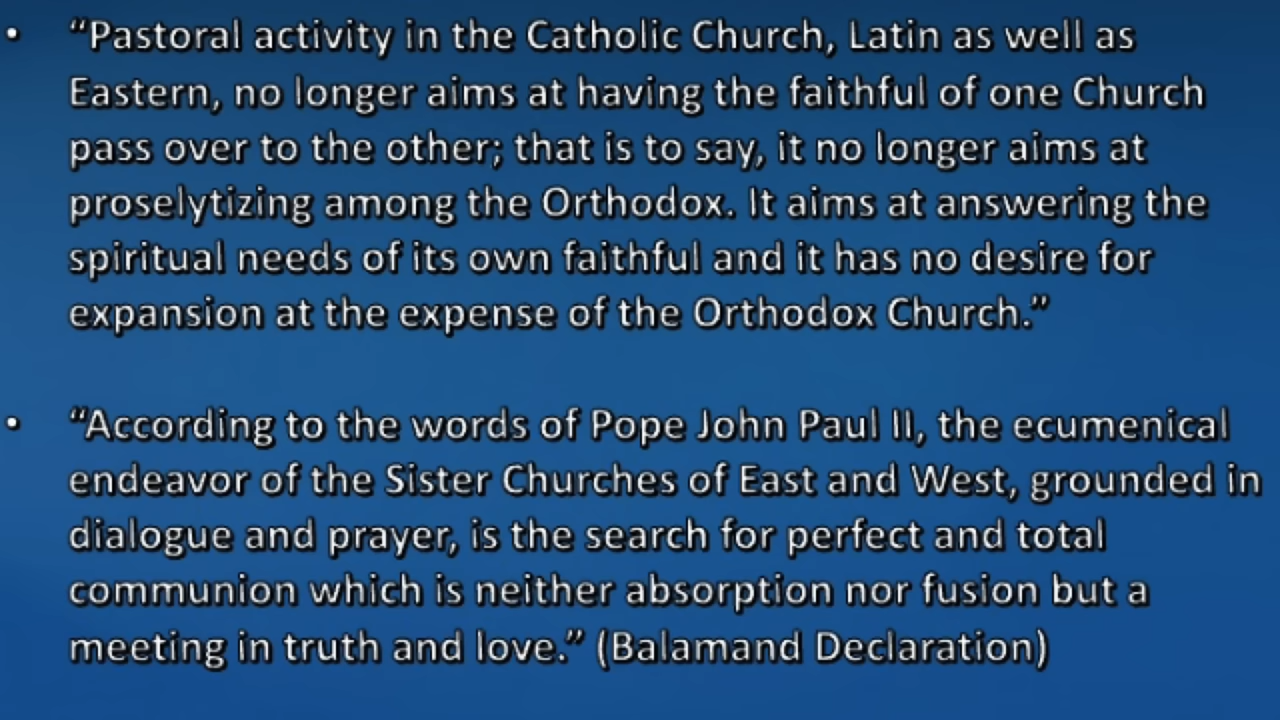 • “Pastoral activity in the Catholic Church, Latin as well as
Eastern, no longer aims at having the faithful of one Church
pass over to the other; that is to say, it no longer aims at
proselytizing among the Orthodox. It aims at answering the
spiritual needs of its own faithful and it has no desire for
expansion at the expense of the Orthodox Church.”
• “According to the words of Pope John Paul II, the ecumenical
endeavor of the Sister Churches of East and West, grounded in
dialogue and prayer, is the search for perfect and total
communion which is neither absorption nor fusion but a
meeting in truth and love.” (Balamand Declaration)